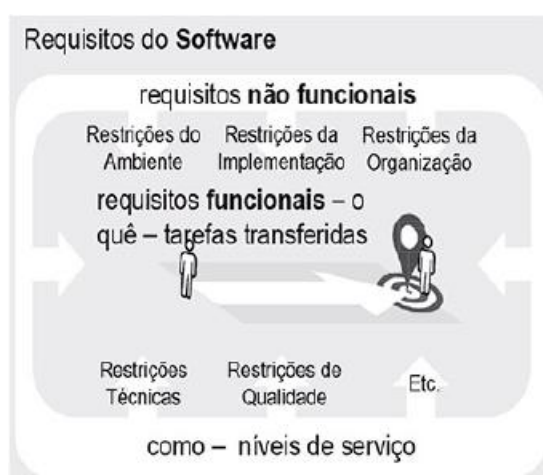 Requisitos do Software
requisitos não funcionais
Restrições do Restrições da Restrições da
Ambiente Implementação Organização
requisitos funcionais – o
quê – tarefas transferidas
Restrições Restrições de Etc.
Técnicas Qualidade
como – níveis de serviço